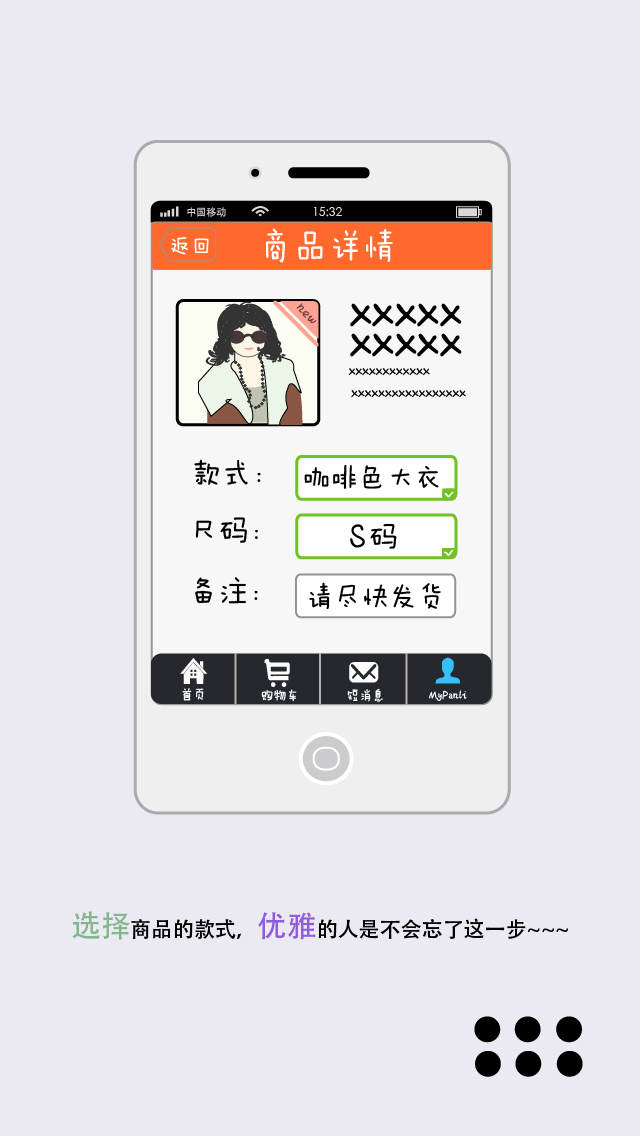 中国移动 15:32
返回 商品详情
new
XXXXX
XXXXX
xxxxxxxxxxxx
xxxxxxxxxxxxxxxxx
款式: 咖啡色大衣
尺码: S码
备注: 请尽快发货
首页 购物车 短消息 MyPanli
选择商品的款式，优雅的人是不会忘了这一步~~~